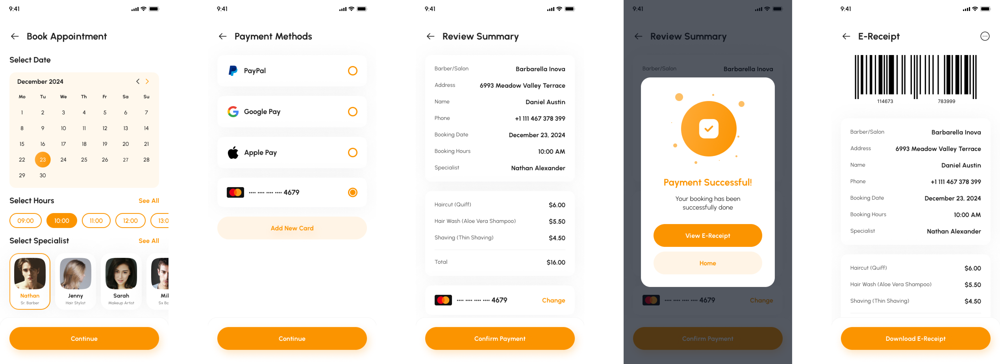 9:41
Book Appointment
Select Date
December 2024
Mo Tu We Th Fr Sa Su
1 2 3 4 5 6 7
8 9 10 11 12 13 14
15 16 17 18 19 20 21
22 23 24 25 26 27 28
29 30
Select Hours See All
09:00 10:00 11:00 12:00 13:0
Select Specialist See All
Nathan Jenny Sarah Mik
Sr. Barber Hair Stylist Makeup Artist Sx Ba
Continue
9:41
Payment Methods
PayPal
Google Pay
Apple Pay
•••• •••• •••• •••• 4679
Add New Card
Continue
9:41
Review Summary
Barber/Salon Barbarella Inova
Address 6993 Meadow Valley Terrace
Name Daniel Austin
Phone +1 111 467 378 399
Booking Date December 23, 2024
Booking Hours 10:00 AM
Specialist Nathan Alexander
Haircut (Quiff) $6.00
Hair Wash (Aloe Vera Shampoo) $5.50
Shaving (Thin Shaving) $4.50
Total $16.00
•••• •••• •••• •••• 4679 Change
Confirm Payment
9:41
Review Summary
Barber/Salon Barbarella Inova
Payment Successful!
Your booking has been
successfully done
View E-Receipt
Home
•••• •••• •••• •••• 4679 Change
Confirm Payment
9:41
E-Receipt
114673 783999
Barber/Salon Barbarella Inova
Address 6993 Meadow Valley Terrace
Name Daniel Austin
Phone +1 111 467 378 399
Booking Date December 23, 2024
Booking Hours 10:00 AM
Specialist Nathan Alexander
Haircut (Quiff) $6.00
Hair Wash (Aloe Vera Shampoo) $5.50
Shaving (Thin Shaving) $4.50
Download E-Receipt